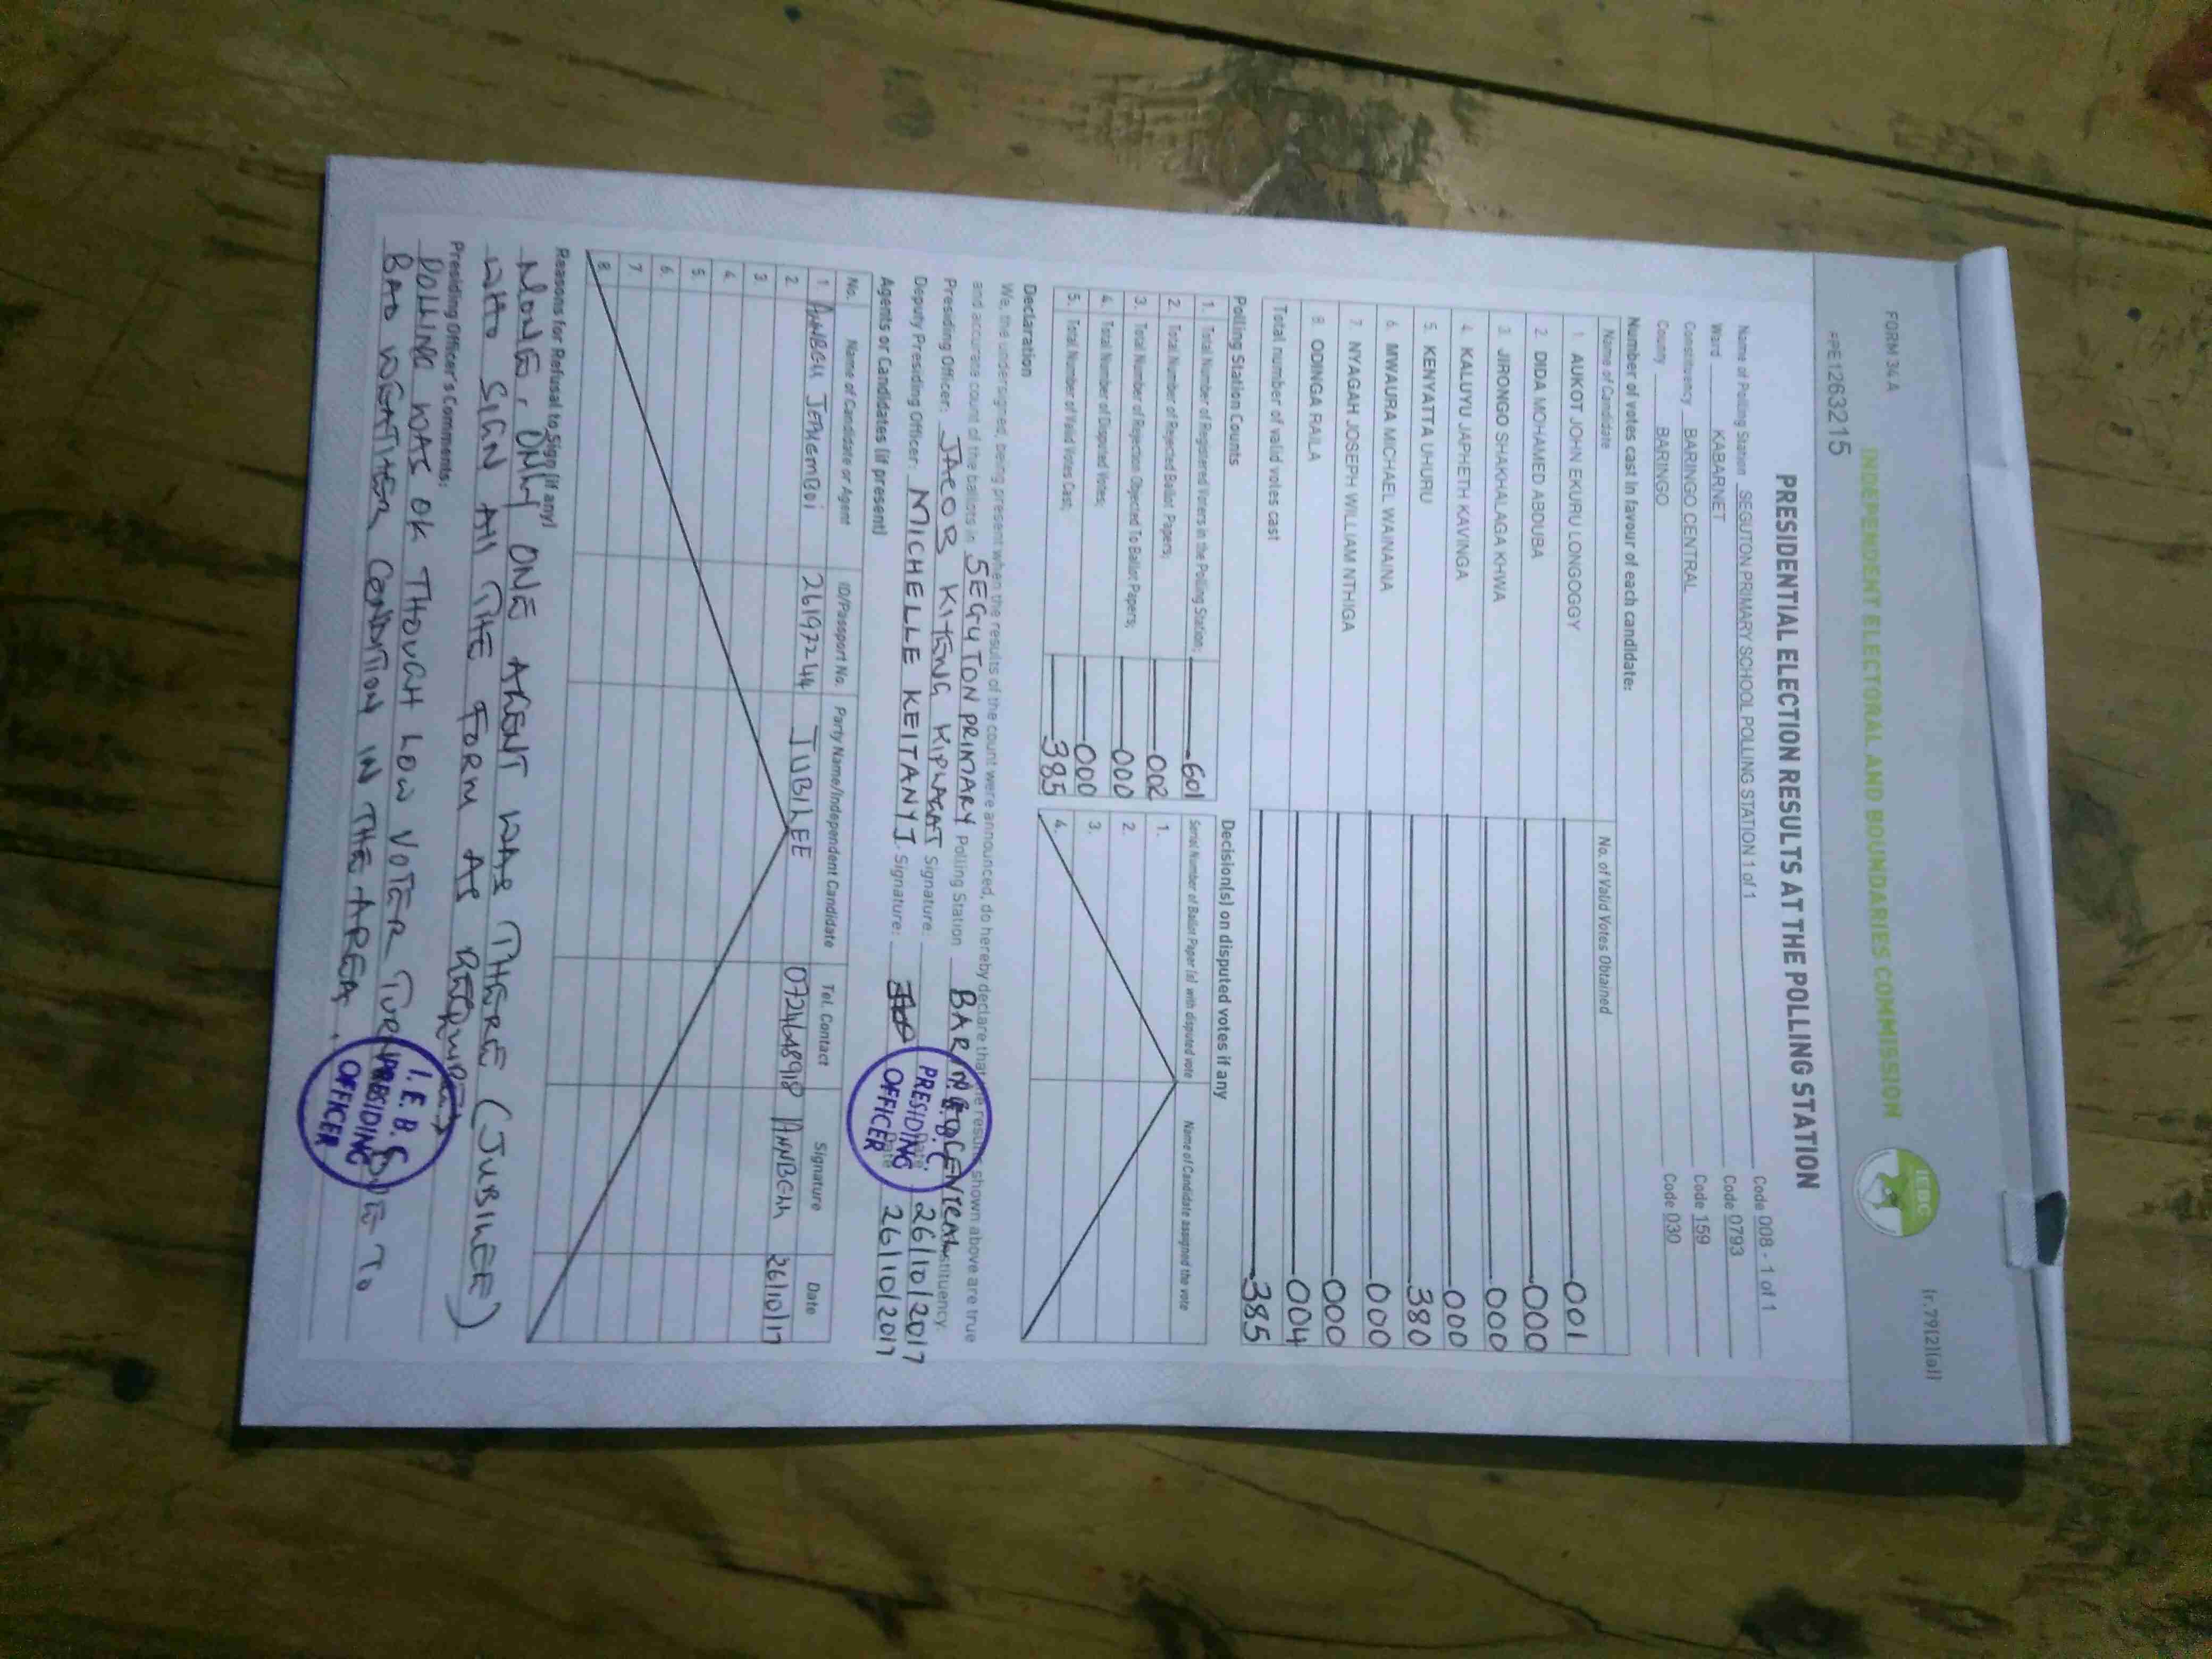 FORM 34 A
(r.79(2)(a))
INDEPENDENT ELECTORAL AND BOUNDARIES COMMISSION
IEBC
PE1263215
PRESIDENTIAL ELECTION RESULTS AT THE POLLING STATION
Name of Polling Station SEGUTON PRIMARY SCHOOL POLLING STATION 1 of 1 Code 008 - 1 of 1
Ward KABARNET Code 0793
Constituency BARINGO CENTRAL Code 159
County BARINGO Code 030
Number of votes cast in favour of each candidate:
Name of Candidate No. of Valid Votes Obtained
1. AUKOT JOHN EKURU LONGOGGY 001
2. DIDA MOHAMED ABDUBA 000
3. JIRONGO SHAKHALAGA KHWA 000
4. KALUYU JAPHETH KAVINGA 000
5. KENYATTA UHURU 380
6. MWAURA MICHAEL WAINAINA 000
7. NYAGAH JOSEPH WILLIAM NTHIGA 000
8. ODINGA RAILA 004
Total number of valid votes cast 385
Polling Station Counts
1. Total Number of Registered Voters in the Polling Station; 601
2. Total Number of Rejected Ballot Papers; 002
3. Total Number of Rejection Objected To Ballot Papers; 000
4. Total Number of Disputed Votes; 000
5. Total Number of Valid Votes Cast; 385
Decision(s) on disputed votes if any
Serial Number of Ballot Paper (s) with disputed vote Name of Candidate assigned the vote
1.
2.
3.
4.
Declaration
We, the undersigned, being present when the results of the count were announced, do hereby declare that the results shown above are true
and accurate count of the ballots in SEGUTON PRIMARY Polling Station BARINGO CENTRAL Constituency.
Presiding Officer: JACOB KIPLAGAT Signature: Date 26/10/2017
Deputy Presiding Officer: MICHELLE KEITANY J. Signature: Date 26/10/2017
I.E.B.C.
PRESIDING
OFFICER
Agents or Candidates (if present)
No. Name of Candidate or Agent ID/Passport No. Party Name/Independent Candidate Tel. Contact Signature Date
1. 26197244 JUBILEE 0724648918 26/10/17
2.
3.
4.
5.
6.
7.
8.
Reasons for Refusal to Sign (if any)
NONE, ONLY ONE AGENT WAS THERE (JUBILEE)
WHO SIGN ALL THE FORM AS REQUIRED
Presiding Officer's Comments:
POLLING WAS OK THOUGH LOW VOTER TURN DUE TO
BAD WEATHER CONDITION IN THE AREA.
I.E.B.C.
PRESIDING
OFFICER